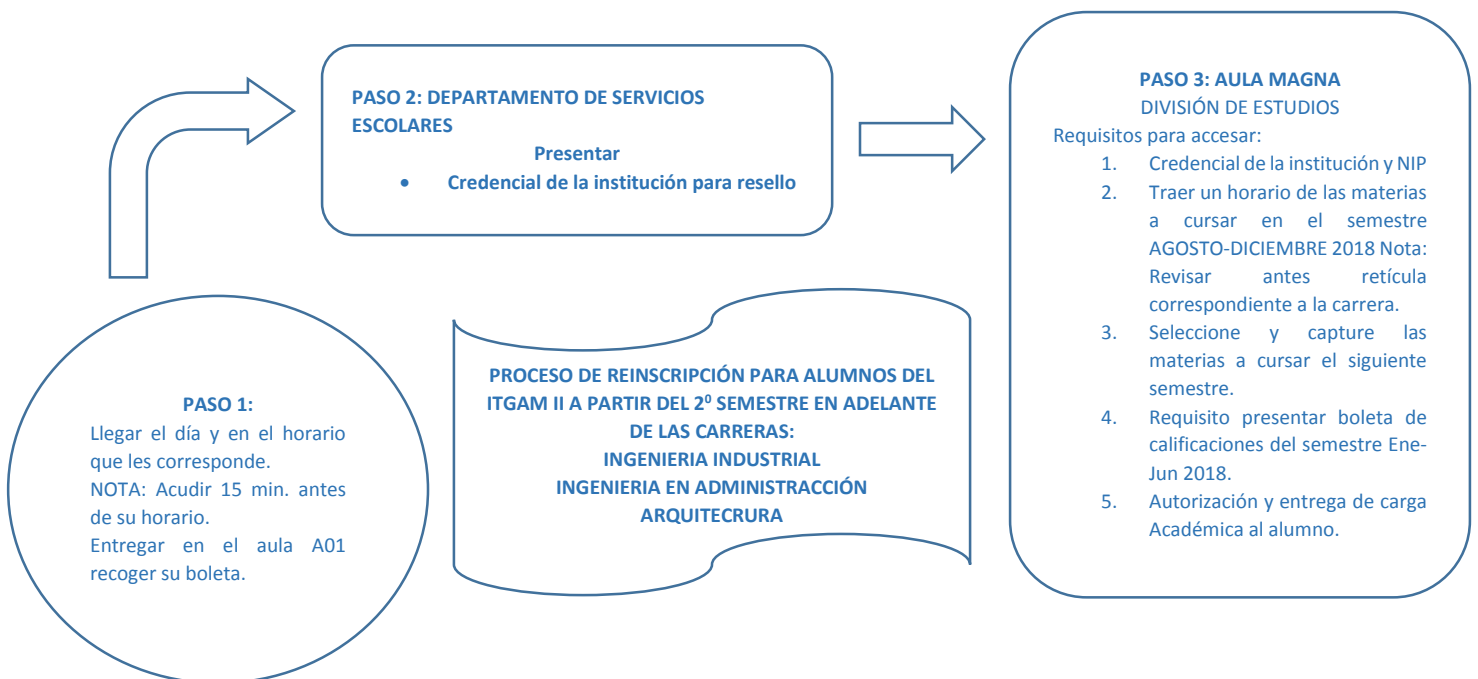 PASO 1:
Llegar el día y en el horario
que les corresponde.
NOTA: Acudir 15 min. antes
de su horario.
Entregar en el aula A01
recoger su boleta.
PASO 2: DEPARTAMENTO DE SERVICIOS
ESCOLARES
Presentar
• Credencial de la institución para resello
PASO 3: AULA MAGNA
DIVISIÓN DE ESTUDIOS
Requisitos para accesar:
1. Credencial de la institución y NIP
2. Traer un horario de las materias
a cursar en el semestre
AGOSTO-DICIEMBRE 2018 Nota:
Revisar antes retícula
correspondiente a la carrera.
3. Seleccione y capture las
materias a cursar el siguiente
semestre.
4. Requisito presentar boleta de
calificaciones del semestre Ene-
Jun 2018.
5. Autorización y entrega de carga
Académica al alumno.
PROCESO DE REINSCRIPCIÓN PARA ALUMNOS DEL
ITGAM II A PARTIR DEL 2⁰ SEMESTRE EN ADELANTE
DE LAS CARRERAS:
INGENIERIA INDUSTRIAL
INGENIERIA EN ADMINISTRACCIÓN
ARQUITECRURA